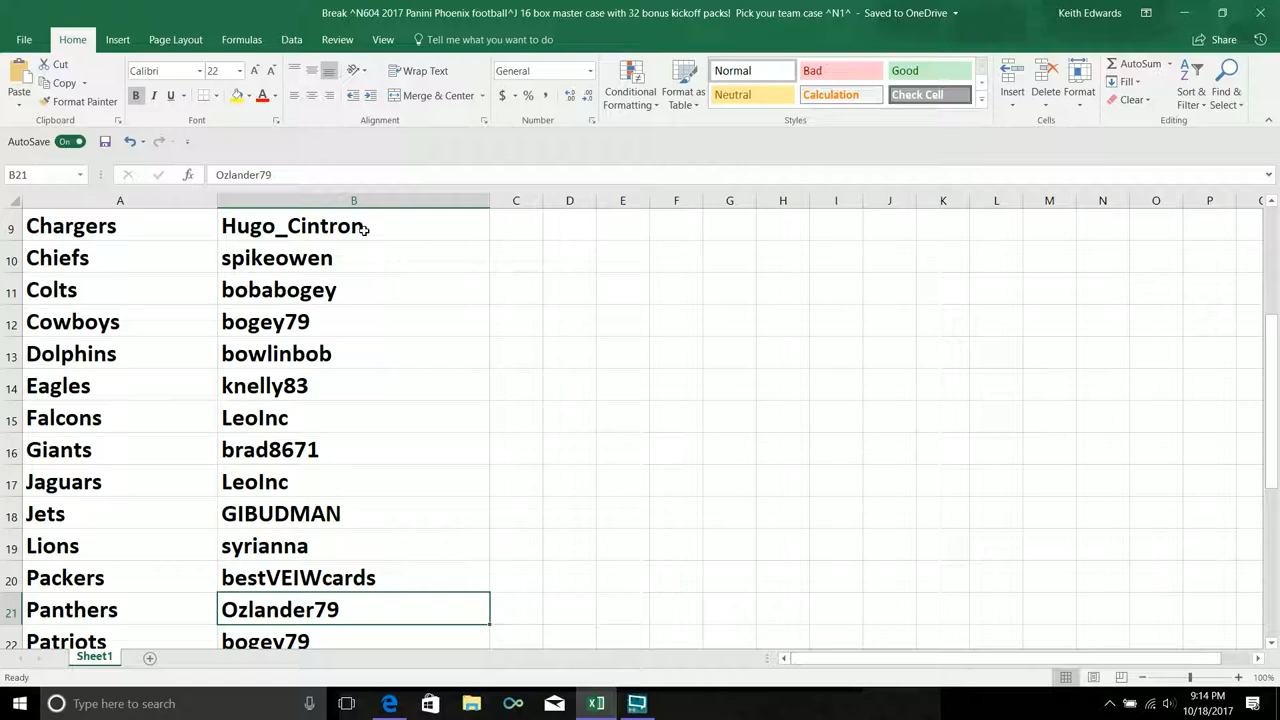 Break ^N604 2017 Panini Phoenix football^J 16 box master case with 32 bonus kickoff packs! Pick your team case ^N1^ - Saved to OneDrive
Keith Edwards
File Home Insert Page Layout Formulas Data Review View Tell me what you want to do Share
Paste Cut Copy Format Painter Clipboard
Calibri 22 A A B I U A Font
Wrap Text Merge & Center Alignment
General $ % , Number
Conditional Formatting Format as Table
Normal Bad Good
Neutral Calculation Check Cell
Styles
Insert Delete Format Cells
AutoSum Fill Clear Sort & Filter Find & Select Editing
AutoSave On
B21 fx Ozlander79
A B C D E F G H I J K L M N O P
9 Chargers Hugo_Cintron
10 Chiefs spikeowen
11 Colts bobabogey
12 Cowboys bogey79
13 Dolphins bowlinbob
14 Eagles knelly83
15 Falcons LeoInc
16 Giants brad8671
17 Jaguars LeoInc
18 Jets GIBUDMAN
19 Lions syrianna
20 Packers bestVEIWcards
21 Panthers Ozlander79
22 Patriots bogey79
Sheet1
Ready 100%
Type here to search
9:14 PM
10/18/2017